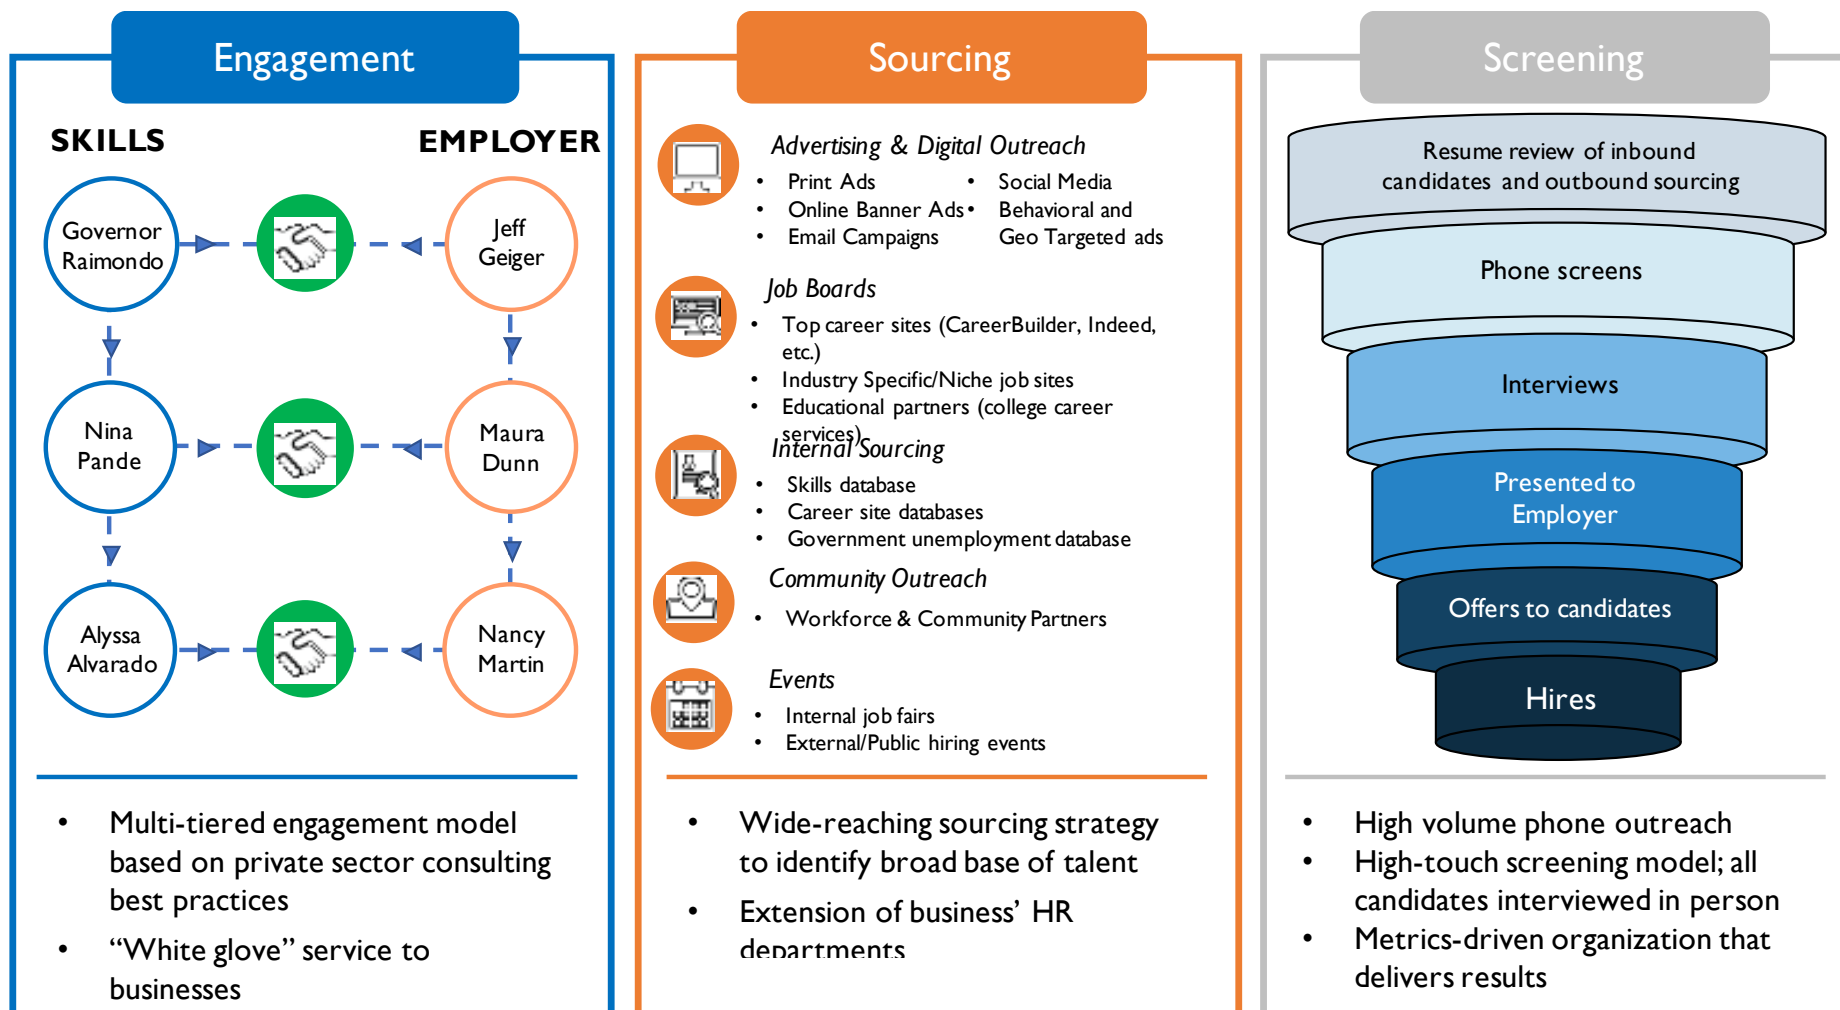 Engagement
SKILLS
EMPLOYER
Governor
Raimondo
Jeff
Geiger
Nina
Pande
Maura
Dunn
Alyssa
Alvarado
Nancy
Martin
• Multi-tiered engagement model
based on private sector consulting
best practices
• “White glove” service to
businesses
Sourcing
Advertising & Digital Outreach
• Print Ads
• Online Banner Ads
• Email Campaigns
• Social Media
• Behavioral and
Geo Targeted ads
Job Boards
• Top career sites (CareerBuilder, Indeed,
etc.)
• Industry Specific/Niche job sites
• Educational partners (college career
services)
Internal Sourcing
• Skills database
• Career site databases
• Government unemployment database
Community Outreach
• Workforce & Community Partners
Events
• Internal job fairs
• External/Public hiring events
• Wide-reaching sourcing strategy
to identify broad base of talent
• Extension of business’ HR
departments
Screening
Resume review of inbound
candidates and outbound sourcing
Phone screens
Interviews
Presented to
Employer
Offers to candidates
Hires
• High volume phone outreach
• High-touch screening model; all
candidates interviewed in person
• Metrics-driven organization that
delivers results